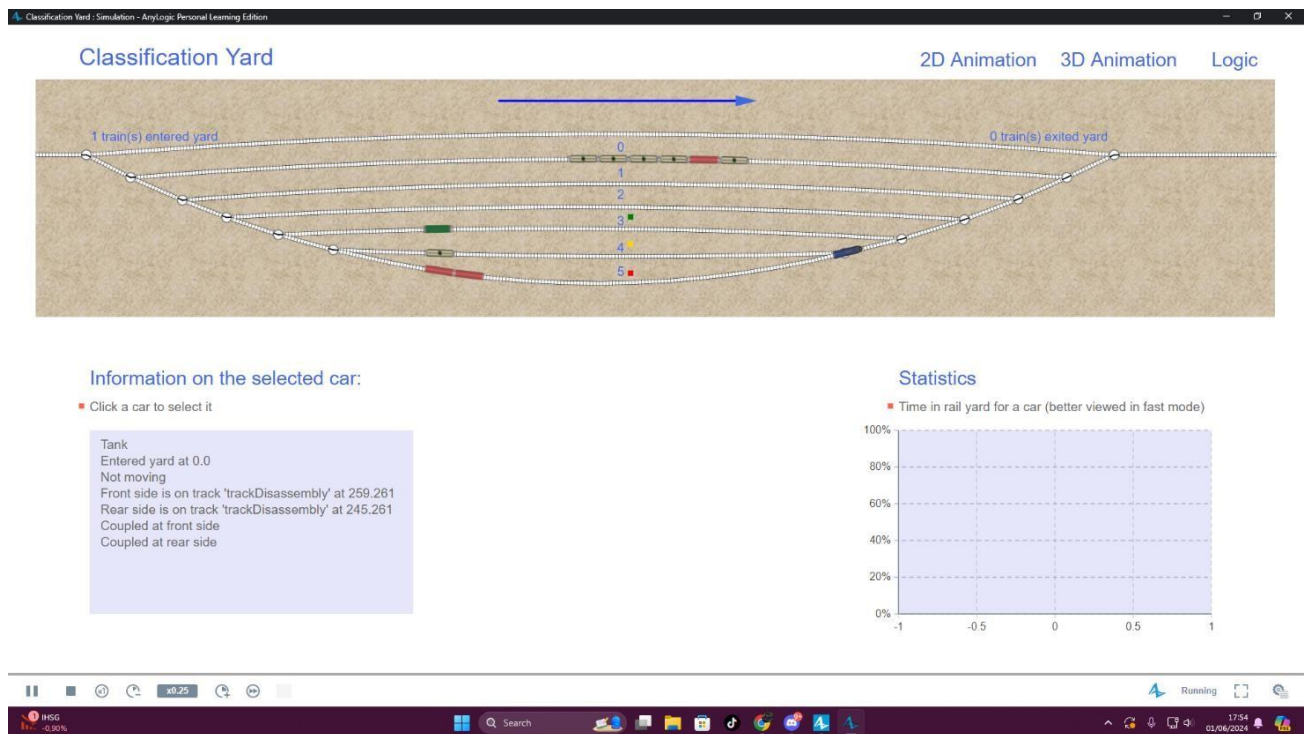 Classification Yard : Simulation - AnyLogic Personal Learning Edition
Classification Yard
2D Animation 3D Animation Logic
1 train(s) entered yard
0 train(s) exited yard
0
1
2
3
4
5
Information on the selected car:
Click a car to select it
Tank
Entered yard at 0.0
Not moving
Front side is on track 'trackDisassembly' at 259.261
Rear side is on track 'trackDisassembly' at 245.261
Coupled at front side
Coupled at rear side
Statistics
Time in rail yard for a car (better viewed in fast mode)
100%
80%
60%
40%
20%
0%
-1 -0.5 0 0.5 1
x1
x0.25
Running
1
IHSG
-0,90%
Search
17:54
01/06/2024